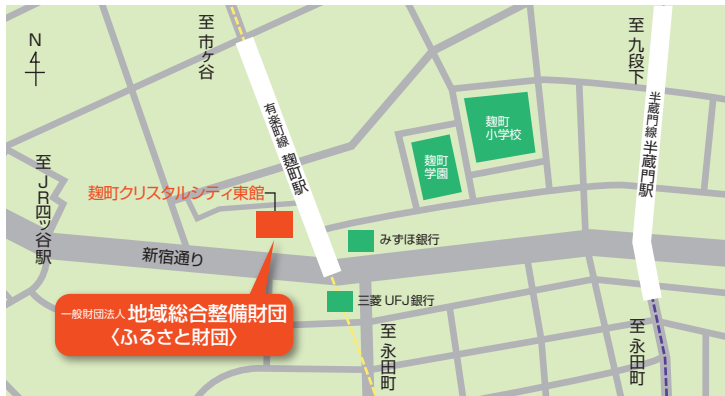 至市ヶ谷
至九段下
N
有楽町線 麹町駅
半蔵門線 半蔵門駅
麹町
小学校
麹町
学園
至JR四ッ谷駅
麹町クリスタルシティ東館
みずほ銀行
新宿通り
三菱UFJ銀行
一般財団法人 地域総合整備財団
〈ふるさと財団〉
至永田町
至永田町